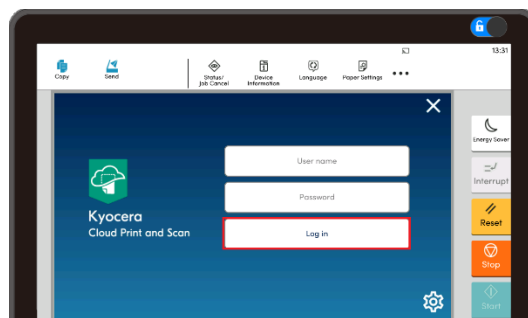 13:31
Copy
Send
Status/
Job Cancel
Device
Information
Language
Paper Settings
Energy Saver
Interrupt
Reset
Stop
Start
User name
Password
Log in
Kyocera
Cloud Print and Scan